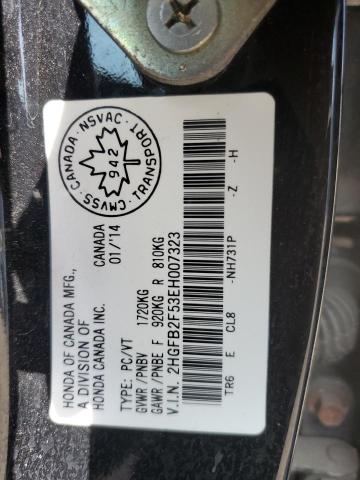 HONDA OF CANADA MFG.,
A DIVISION OF
HONDA CANADA INC.
CANADA
01/'14
CANADA - NSVAC - TRANSPORT - CMVSS -
942
TYPE: PC/VT
GVWR/PNBV 1720KG
GAWR/PNBE F 920KG R 810KG
V.I.N. 2HGFB2F53EH007323
TR6 E CL8 -NH731P -Z -H